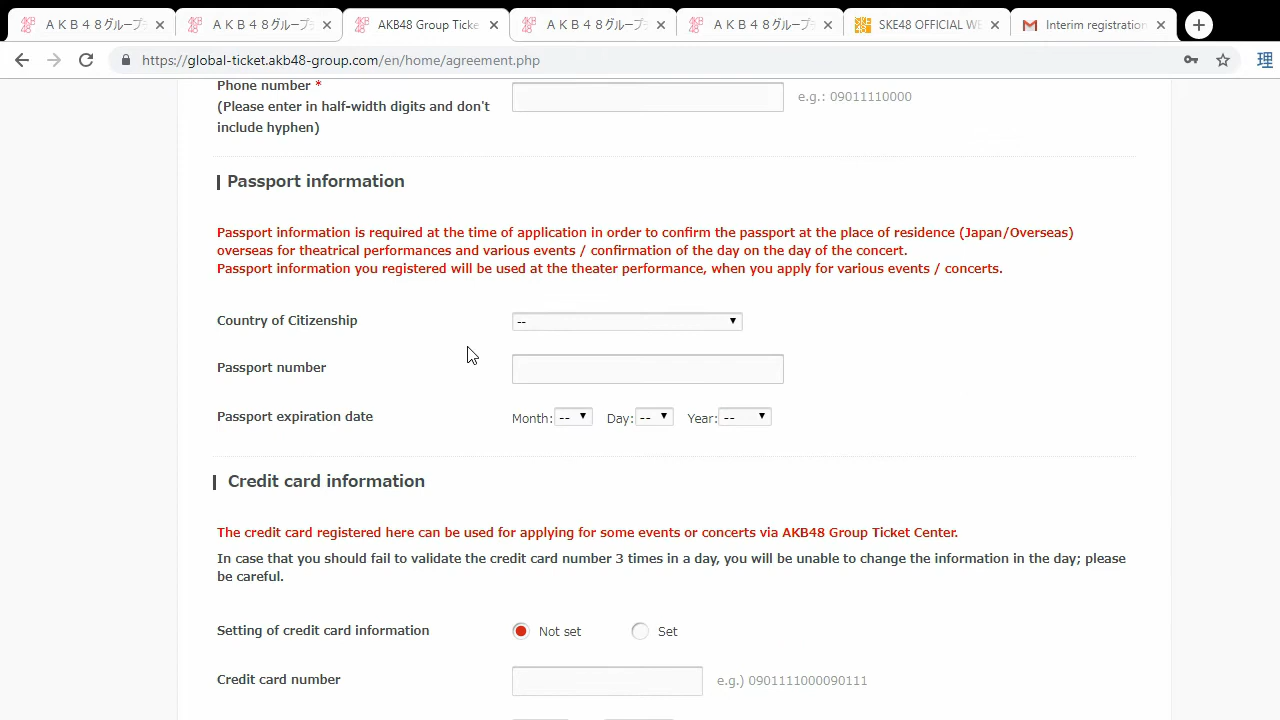 ＡＫＢ４８グループ
ＡＫＢ４８グループ
AKB48 Group Ticke
ＡＫＢ４８グループ
ＡＫＢ４８グループ
SKE48 OFFICIAL WE
Interim registration
https://global-ticket.akb48-group.com/en/home/agreement.php
理
Phone number *
(Please enter in half-width digits and don't
include hyphen)
e.g.: 09011110000
Passport information
Passport information is required at the time of application in order to confirm the passport at the place of residence (Japan/Overseas)
overseas for theatrical performances and various events / confirmation of the day on the day of the concert.
Passport information you registered will be used at the theater performance, when you apply for various events / concerts.
Country of Citizenship
--
Passport number
Passport expiration date
Month: -- Day: -- Year: --
Credit card information
The credit card registered here can be used for applying for some events or concerts via AKB48 Group Ticket Center.
In case that you should fail to validate the credit card number 3 times in a day, you will be unable to change the information in the day; please
be careful.
Setting of credit card information
Not set Set
Credit card number
e.g.) 0901111000090111